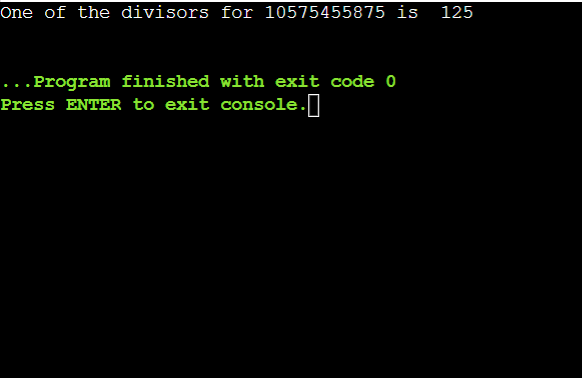 One of the divisors for 10575455875 is  125
...Program finished with exit code 0
Press ENTER to exit console.